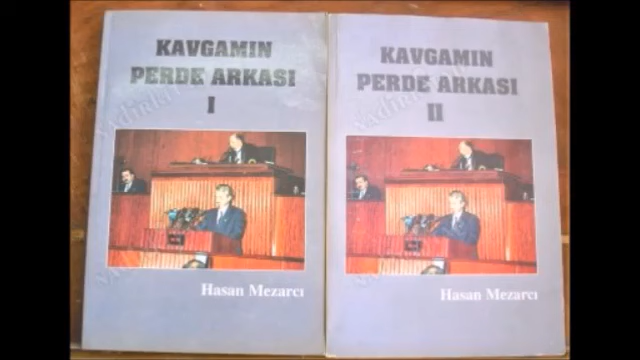 KAVGAMIN
PERDE ARKASI
I
Hasan Mezarcı
KAVGAMIN
PERDE ARKASI
II
Hasan Mezarcı